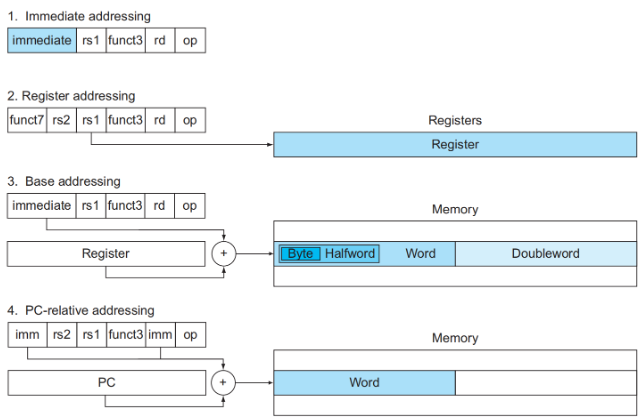 1. Immediate addressing
immediate rs1 funct3 rd op
2. Register addressing
funct7 rs2 rs1 funct3 rd op
Registers
Register
3. Base addressing
immediate rs1 funct3 rd op
Memory
Register + Byte Halfword Word Doubleword
4. PC-relative addressing
imm rs2 rs1 funct3 imm op
Memory
PC + Word